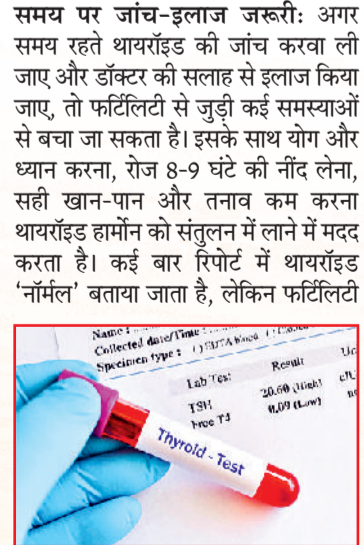 समय पर जांच-इलाज जरूरी: अगर
समय रहते थायरॉइड की जांच करवा ली
जाए और डॉक्टर की सलाह से इलाज किया
जाए, तो फर्टिलिटी से जुड़ी कई समस्याओं
से बचा जा सकता है। इसके साथ योग और
ध्यान करना, रोज 8-9 घंटे की नींद लेना,
सही खान-पान और तनाव कम करना
थायरॉइड हार्मोन को संतुलन में लाने में मदद
करता है। कई बार रिपोर्ट में थायरॉइड
‘नॉर्मल’ बताया जाता है, लेकिन फर्टिलिटी
Name :
Collected date/Time :
Specimen type : ( ) EDTA blood
Lab Test Result
TSH 20.60 (High)
Free T4 0.09 (Low)
Thyroid - Test